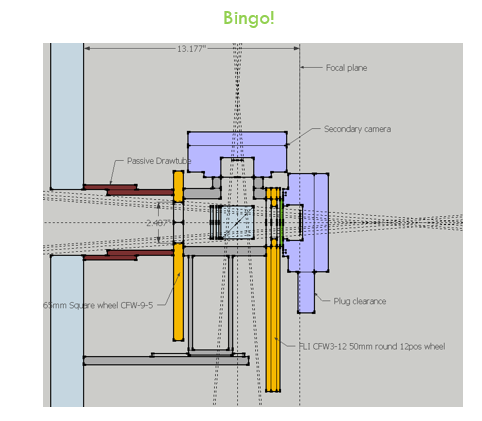 Bingo!
13.177"
Focal plane
Secondary camera
Passive Drawtube
2.487"
65mm Square wheel CFW-9-5
Plug clearance
FLI CFW3-12 50mm round 12pos wheel